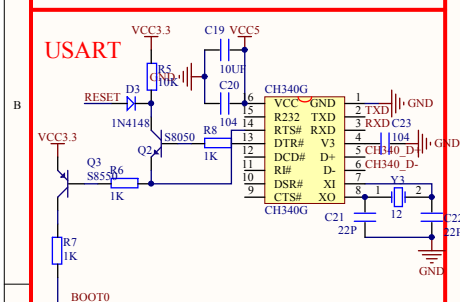 USART
VCC3.3
C19
VCC5
10UF
GND
R5
10K
C20
104
RESET
D3
1N4148
S8050
Q2
R8
1K
CH340G
16 VCC GND 1
15 R232 TXD 2
14 RTS# RXD 3
13 DTR# V3 4
12 DCD# D+ 5
11 RI# D- 6
10 DSR# XI 7
9 CTS# XO 8
CH340G
GND
TXD
RXD
C23
104
GND
CH340_D+
CH340_D-
Y3
1 2
12
C21
22P
C22
22P
GND
B
VCC3.3
Q3
S8550
R6
1K
R7
1K
BOOT0